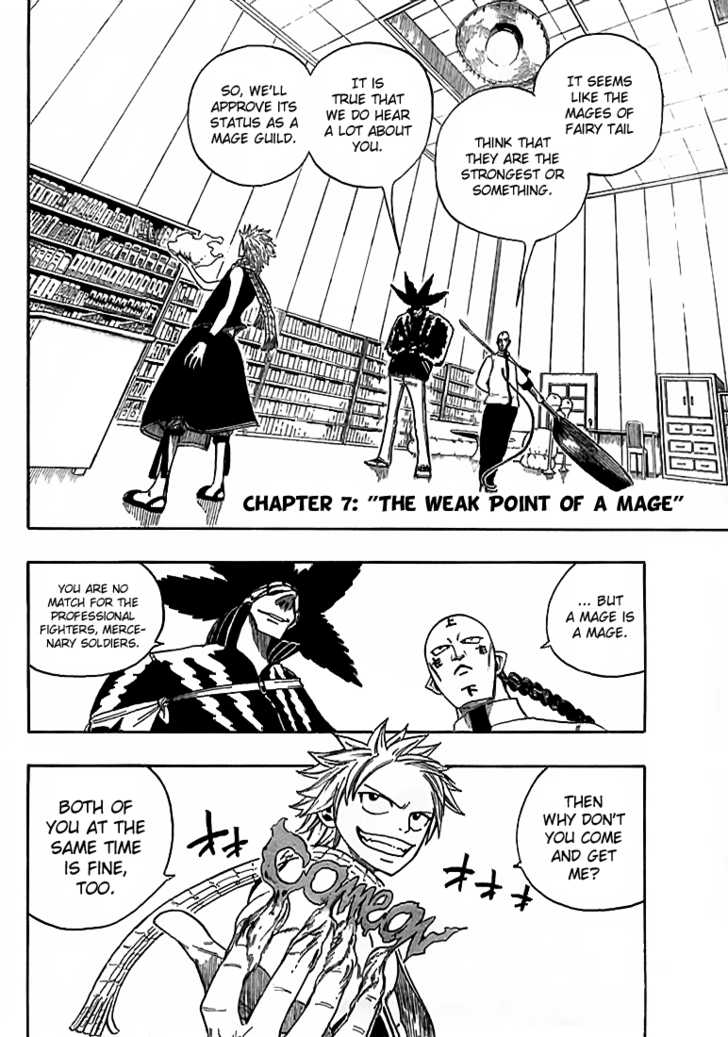 IT SEEMS
LIKE THE
MAGES OF
FAIRY TAIL
THINK THAT
THEY ARE THE
STRONGEST OR
SOMETHING.
IT IS
TRUE THAT
WE DO HEAR
A LOT ABOUT
YOU.
SO, WE'LL
APPROVE ITS
STATUS AS A
MAGE GUILD.
CHAPTER 7: "THE WEAK POINT OF A MAGE"
... BUT
A MAGE IS
A MAGE.
YOU ARE NO
MATCH FOR THE
PROFESSIONAL
FIGHTERS, MERCE-
NARY SOLDIERS.
上
下
THEN
WHY DON'T
YOU COME
AND GET
ME?
Comeon
BOTH OF
YOU AT THE
SAME TIME
IS FINE,
TOO.